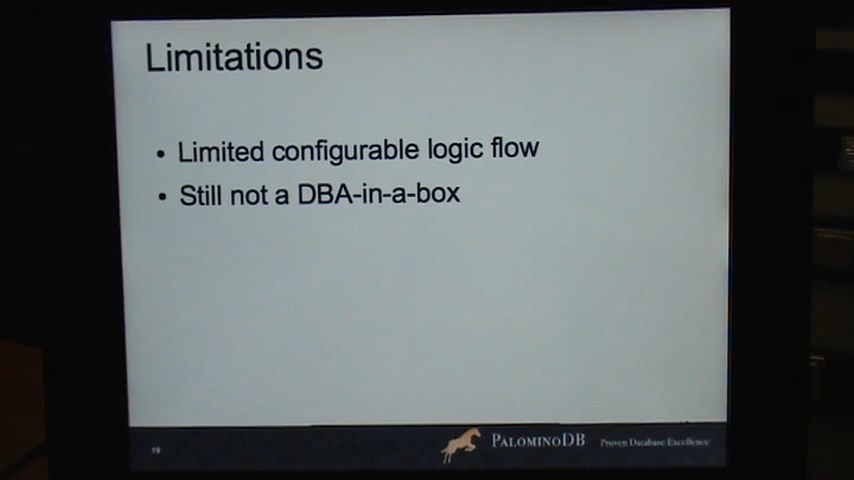 Limitations
• Limited configurable logic flow
• Still not a DBA-in-a-box
19
PALOMINODB Proven Database Excellence